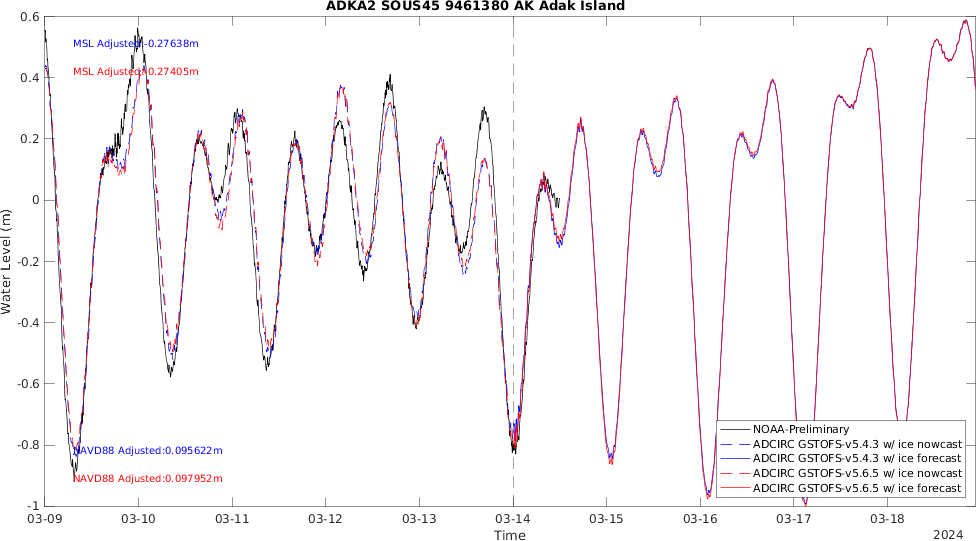 ADKA2 SOUS45 9461380 AK Adak Island
MSL Adjusted:-0.27638m
MSL Adjusted:-0.27405m
NAVD88 Adjusted:0.095622m
NAVD88 Adjusted:0.097952m
Water Level (m)
0.6
0.4
0.2
0
-0.2
-0.4
-0.6
-0.8
-1
NOAA-Preliminary
ADCIRC GSTOFS-v5.4.3 w/ ice nowcast
ADCIRC GSTOFS-v5.4.3 w/ ice forecast
ADCIRC GSTOFS-v5.6.5 w/ ice nowcast
ADCIRC GSTOFS-v5.6.5 w/ ice forecast
03-09 03-10 03-11 03-12 03-13 03-14 03-15 03-16 03-17 03-18
Time
2024